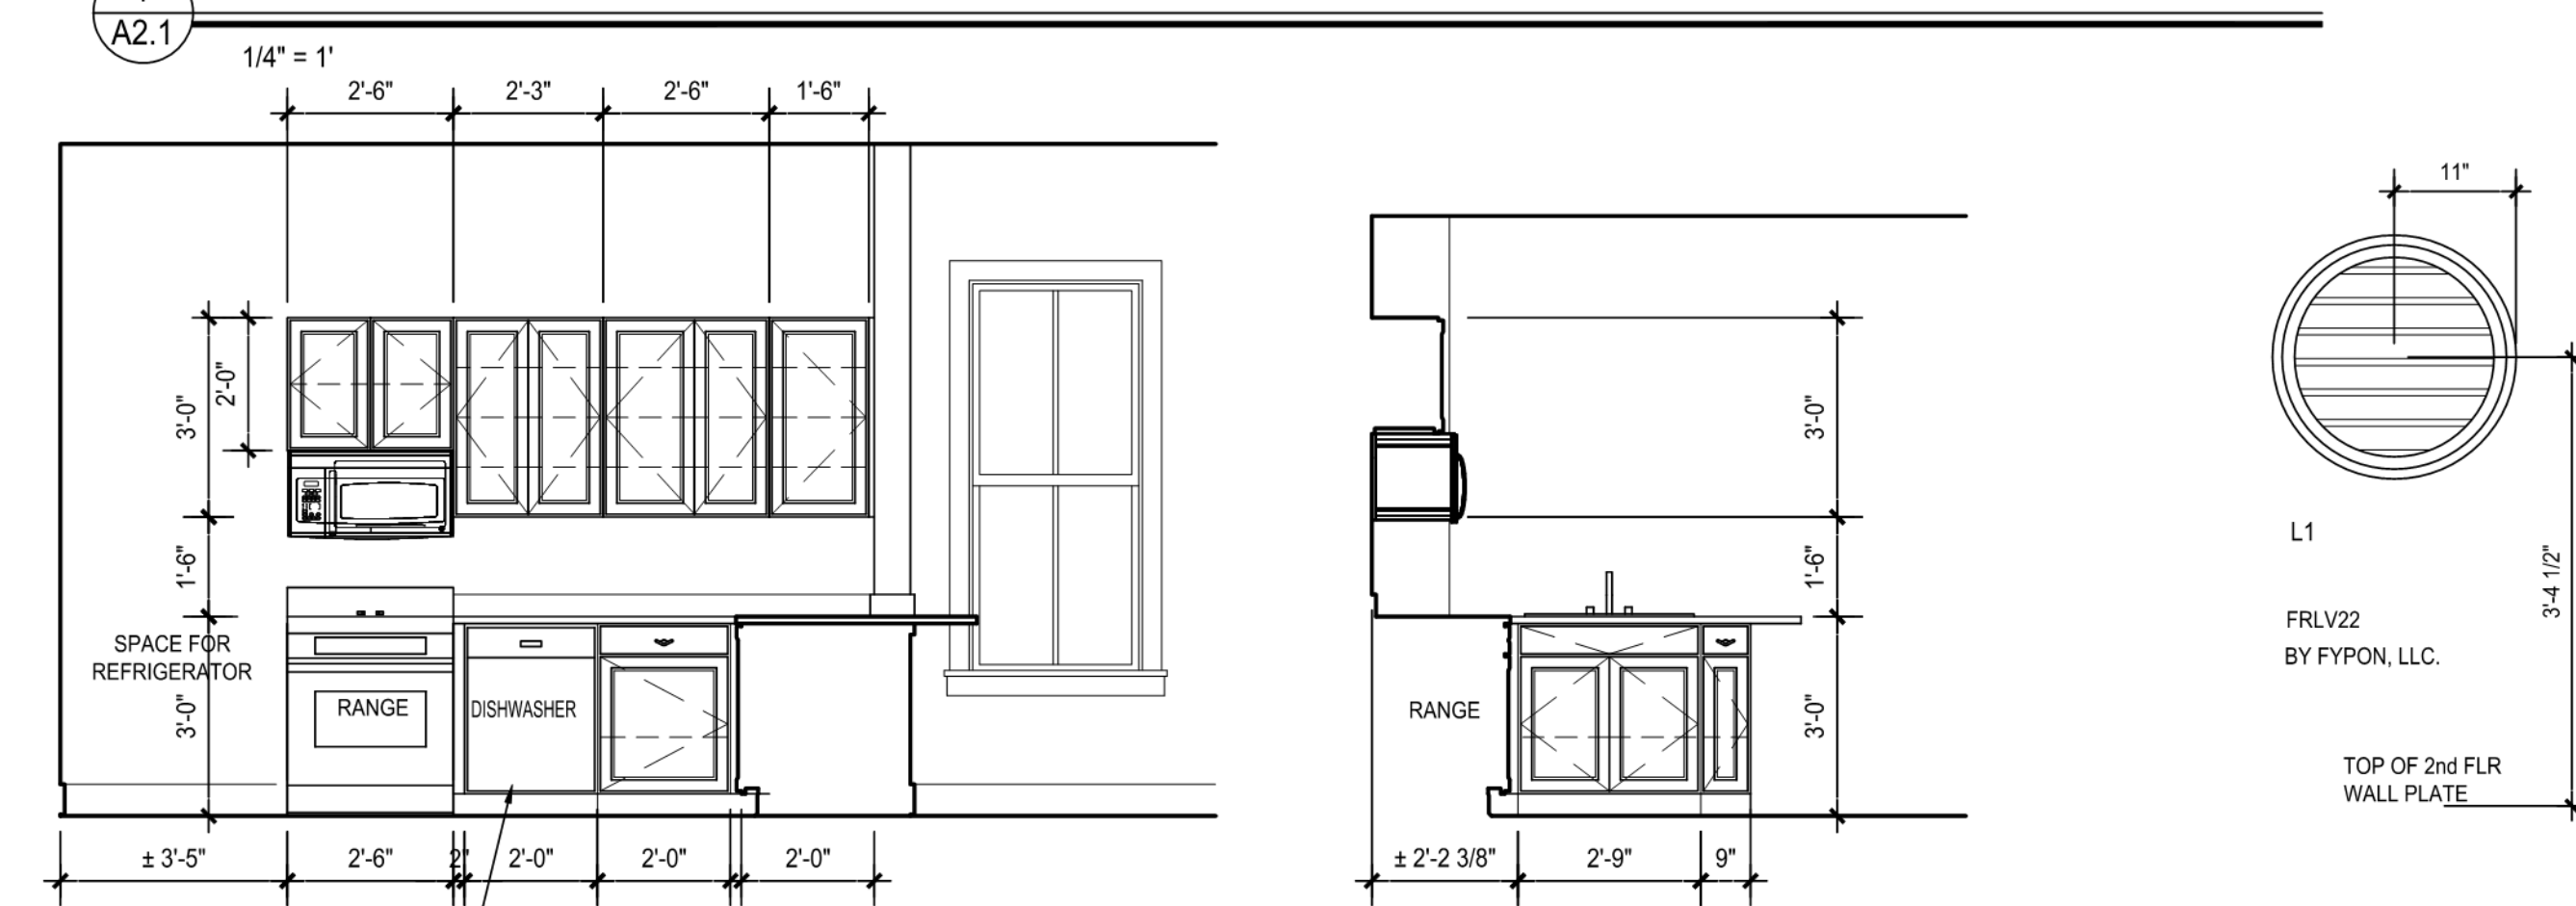 A2.1
1/4" = 1'
2'-6" 2'-3" 2'-6" 1'-6"
11"
2'-0"
3'-0"
3'-0"
L1
1'-6"
1'-6"
3'-4 1/2"
FRLV22
BY FYPON, LLC.
SPACE FOR
REFRIGERATOR
RANGE
DISHWASHER
RANGE
3'-0"
3'-0"
TOP OF 2nd FLR
WALL PLATE
± 3'-5" 2'-6" 2" 2'-0" 2'-0" 2'-0"
± 2'-2 3/8" 2'-9" 9"